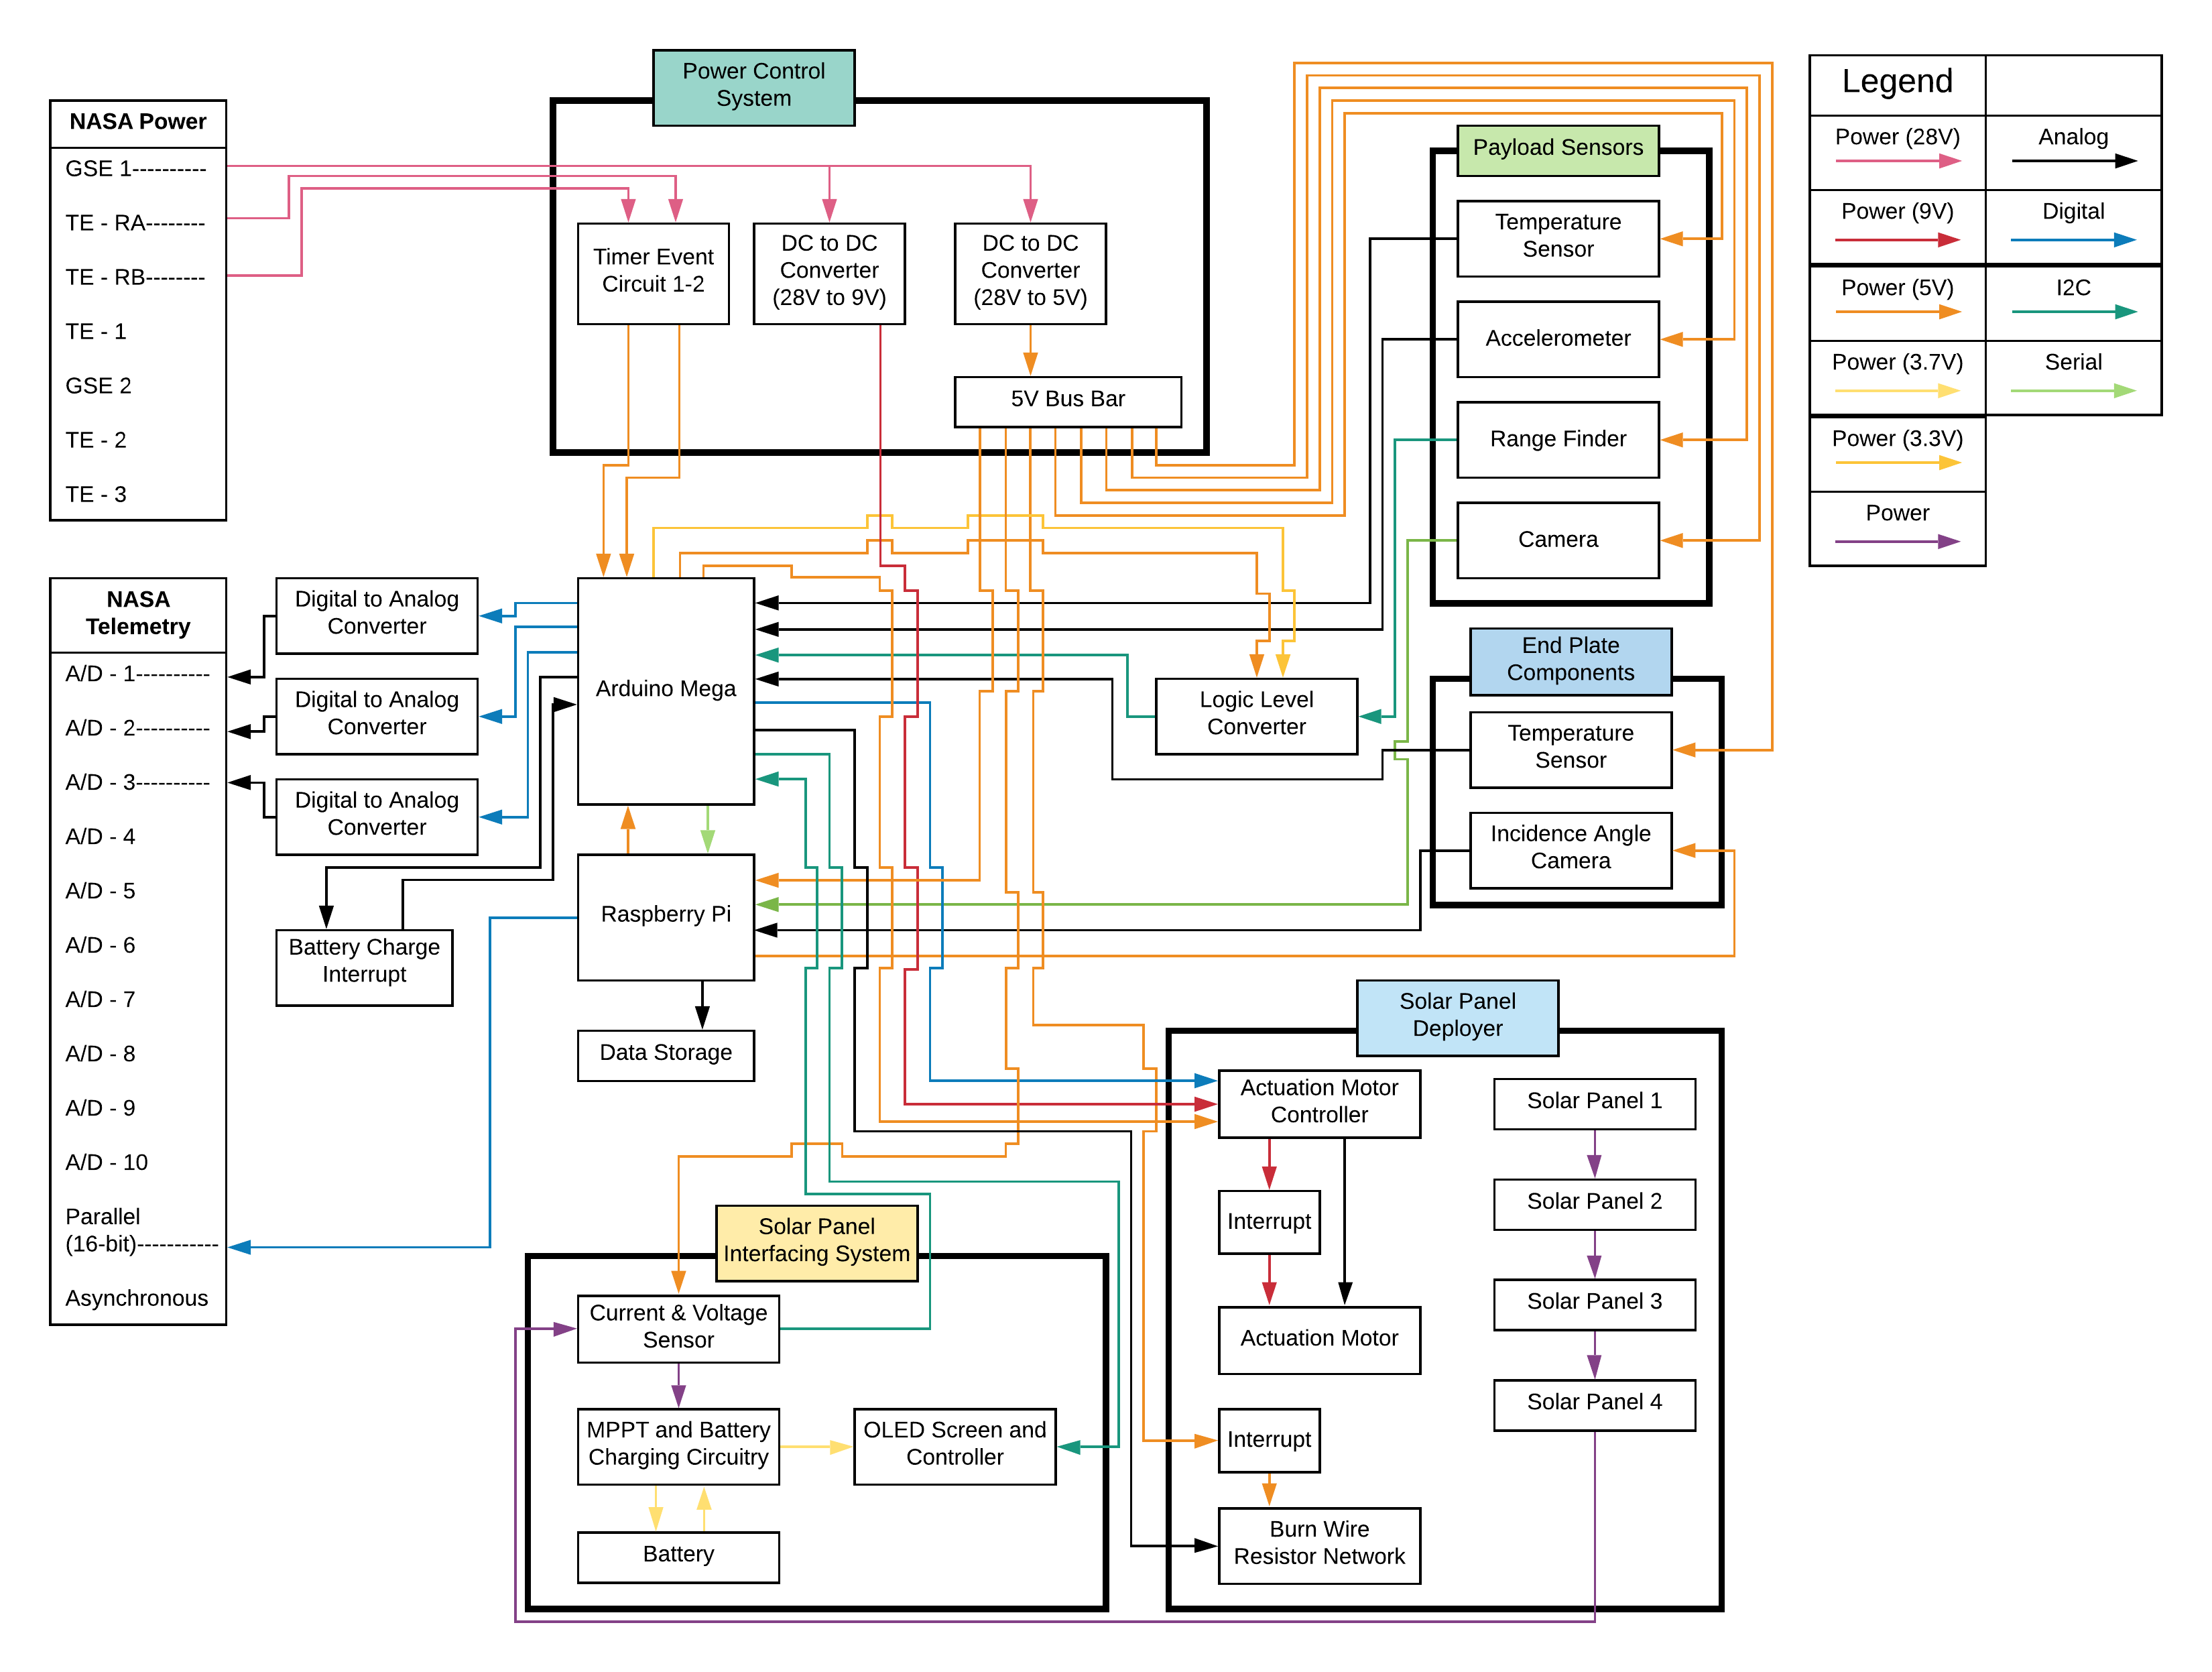 Power Control
System
NASA Power
GSE 1----------
TE - RA--------
TE - RB--------
TE - 1
GSE 2
TE - 2
TE - 3
Timer Event
Circuit 1-2
DC to DC
Converter
(28V to 9V)
DC to DC
Converter
(28V to 5V)
5V Bus Bar
Payload Sensors
Temperature
Sensor
Accelerometer
Range Finder
Camera
Legend
Power (28V)
Analog
Power (9V)
Digital
Power (5V)
I2C
Power (3.7V)
Serial
Power (3.3V)
Power
NASA
Telemetry
A/D - 1----------
A/D - 2----------
A/D - 3----------
A/D - 4
A/D - 5
A/D - 6
A/D - 7
A/D - 8
A/D - 9
A/D - 10
Parallel
(16-bit)-----------
Asynchronous
Digital to Analog
Converter
Digital to Analog
Converter
Digital to Analog
Converter
Battery Charge
Interrupt
Arduino Mega
Raspberry Pi
Data Storage
Logic Level
Converter
End Plate
Components
Temperature
Sensor
Incidence Angle
Camera
Solar Panel
Deployer
Actuation Motor
Controller
Interrupt
Actuation Motor
Interrupt
Burn Wire
Resistor Network
Solar Panel 1
Solar Panel 2
Solar Panel 3
Solar Panel 4
Solar Panel
Interfacing System
Current & Voltage
Sensor
MPPT and Battery
Charging Circuitry
OLED Screen and
Controller
Battery